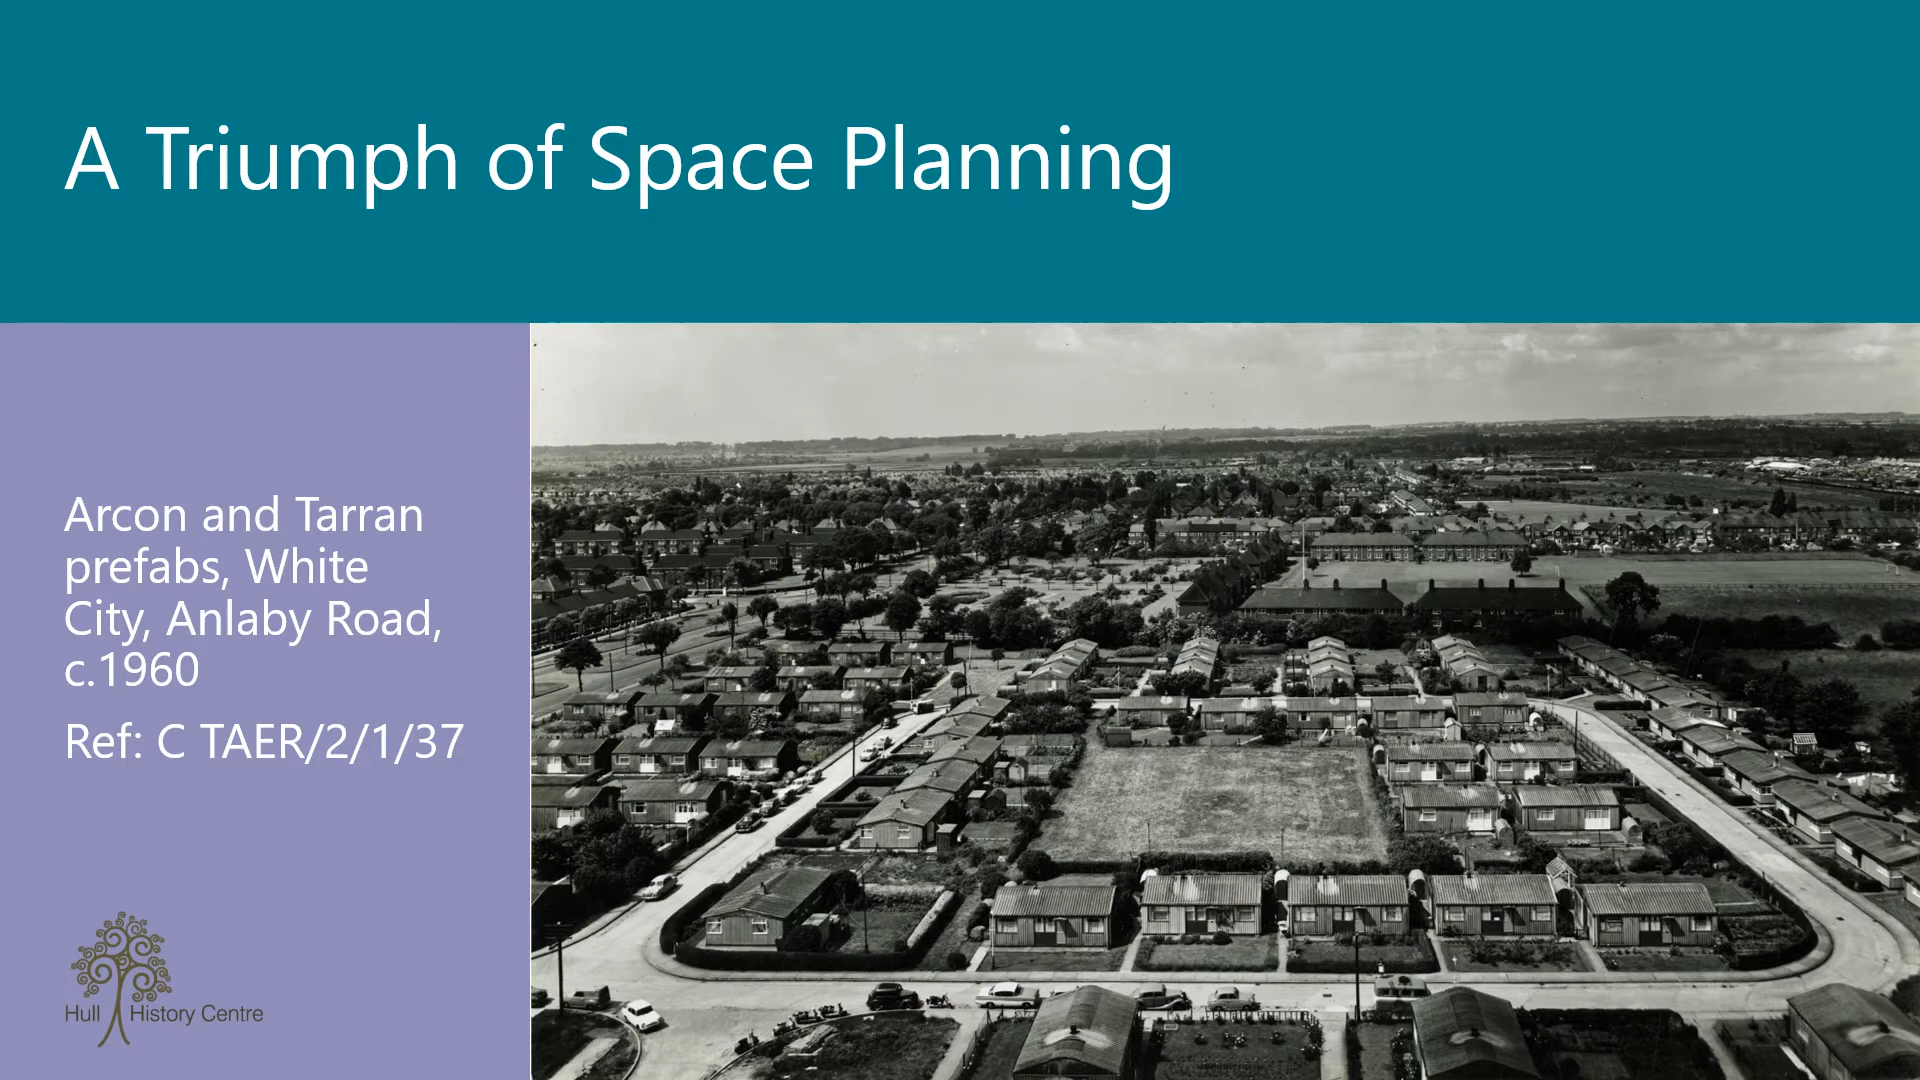 A Triumph of Space Planning
Arcon and Tarran
prefabs, White
City, Anlaby Road,
c.1960
Ref: C TAER/2/1/37
Hull History Centre